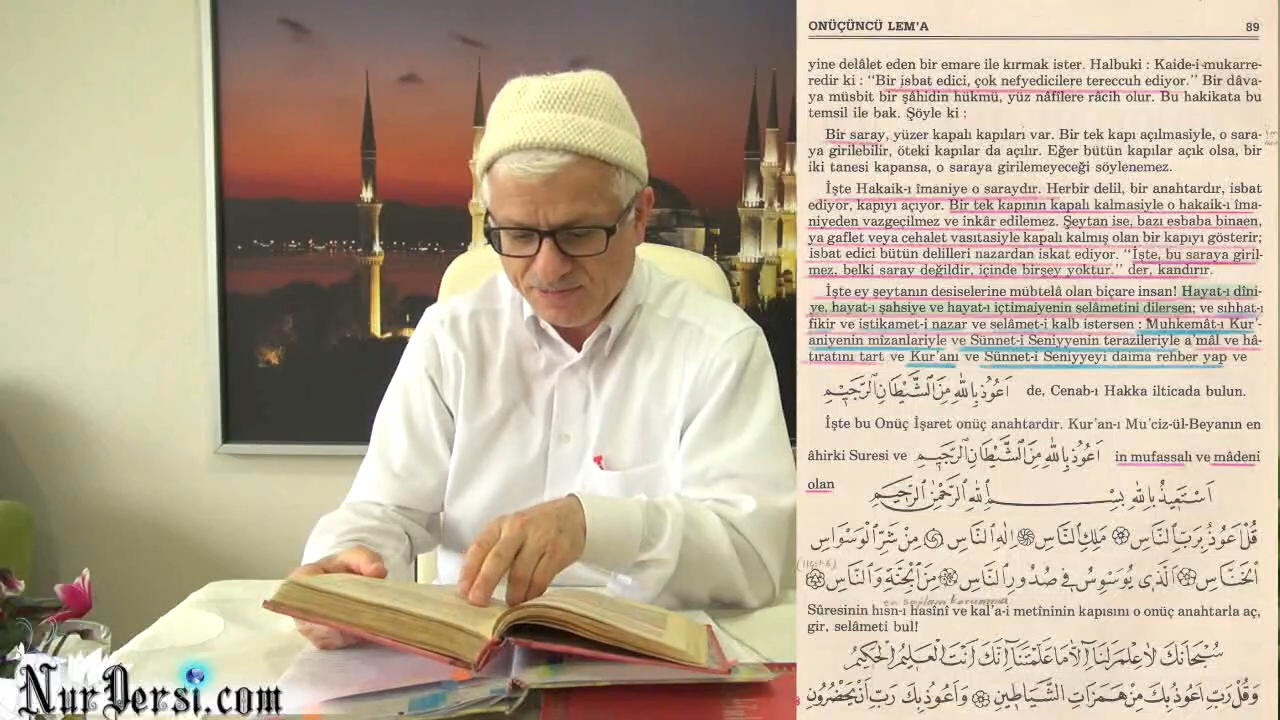 ONÜÇÜNCÜ LEM'A 89
yine delâlet eden bir emare ile kırmak ister. Halbuki : Kaide-i mukarre-
redir ki : "Bir isbat edici, çok nefyedicilere tereccuh ediyor." Bir dâva-
ya müsbit bir şâhidin hükmü, yüz nâfîlere râcih olur. Bu hakikata bu
temsil ile bak. Şöyle ki :
Bir saray, yüzer kapalı kapıları var. Bir tek kapı açılmasiyle, o sara-
ya girilebilir, öteki kapılar da açılır. Eğer bütün kapılar açık olsa, bir
iki tanesi kapansa, o saraya girilemeyeceği söylenemez.
İşte Hakaik-ı îmaniye o saraydır. Herbir delil, bir anahtardır, isbat
ediyor, kapıyı açıyor. Bir tek kapının kapalı kalmasiyle o hakaik-ı îma-
niyeden vazgeçilmez ve inkâr edilemez. Şeytan ise, bazı esbaba binaen,
ya gaflet veya cehalet vasıtasiyle kapalı kalmış olan bir kapıyı gösterir;
isbat edici bütün delilleri nazardan iskat ediyor. "İşte, bu saraya giril-
mez, belki saray değildir, içinde birşey yoktur." der, kandırır.
İşte ey şeytanın desiselerine mübtelâ olan biçare insan! Hayat-ı dîni-
ye, hayat-ı şahsiye ve hayat-ı içtimaiyenin selâmetini dilersen; ve sıhhat-ı
fikir ve istikamet-i nazar ve selâmet-i kalb istersen : Muhkemât-ı Kur'-
aniyenin mîzanlariyle ve Sünnet-i Seniyyenin terazileriyle a'mâl ve hâ-
tıratını tart ve Kur'anı ve Sünnet-i Seniyyeyi daima rehber yap ve
اَعُوذُ بِاللّٰهِ مِنَ الشَّيْطَانِ الرَّجٖيمِ de, Cenab-ı Hakka ilticada bulun.
İşte bu Onüç İşaret onüç anahtardır. Kur'an-ı Mu'ciz-ül-Beyanın en
âhirki Suresi ve اَعُوذُ بِاللّٰهِ مِنَ الشَّيْطَانِ الرَّجٖيمِ in mufassalı ve mâdeni
olan
اَسْتَعٖيذُ بِاللّٰهِ بِسْمِ اللّٰهِ الرَّحْمٰنِ الرَّحٖيمِ
قُلْ اَعُوذُ بِرَبِّ النَّاسِ مَلِكِ النَّاسِ اِلٰهِ النَّاسِ مِنْ شَرِّ الْوَسْوَاسِ
الْخَنَّاسِ اَلَّذٖى يُوَسْوِسُ فٖى صُدُورِ النَّاسِ مِنَ الْجِنَّةِ وَالنَّاسِ
en sağlam korunma
Sûresinin hısn-ı hasînî ve kal'a-i metîninin kapısını o onüç anahtarla aç,
gir, selâmeti bul!
سُبْحَانَكَ لَا عِلْمَ لَنَا اِلَّا مَا عَلَّمْتَنَا اِنَّكَ اَنْتَ الْعَلٖيمُ الْحَكٖيمُ
وَقُلْ رَبِّ اَعُوذُ بِكَ مِنْ هَمَزَاتِ الشَّيَاطٖينِ وَاَعُوذُ بِكَ رَبِّ اَنْ يَحْضُرُونِ
NurDersi.com